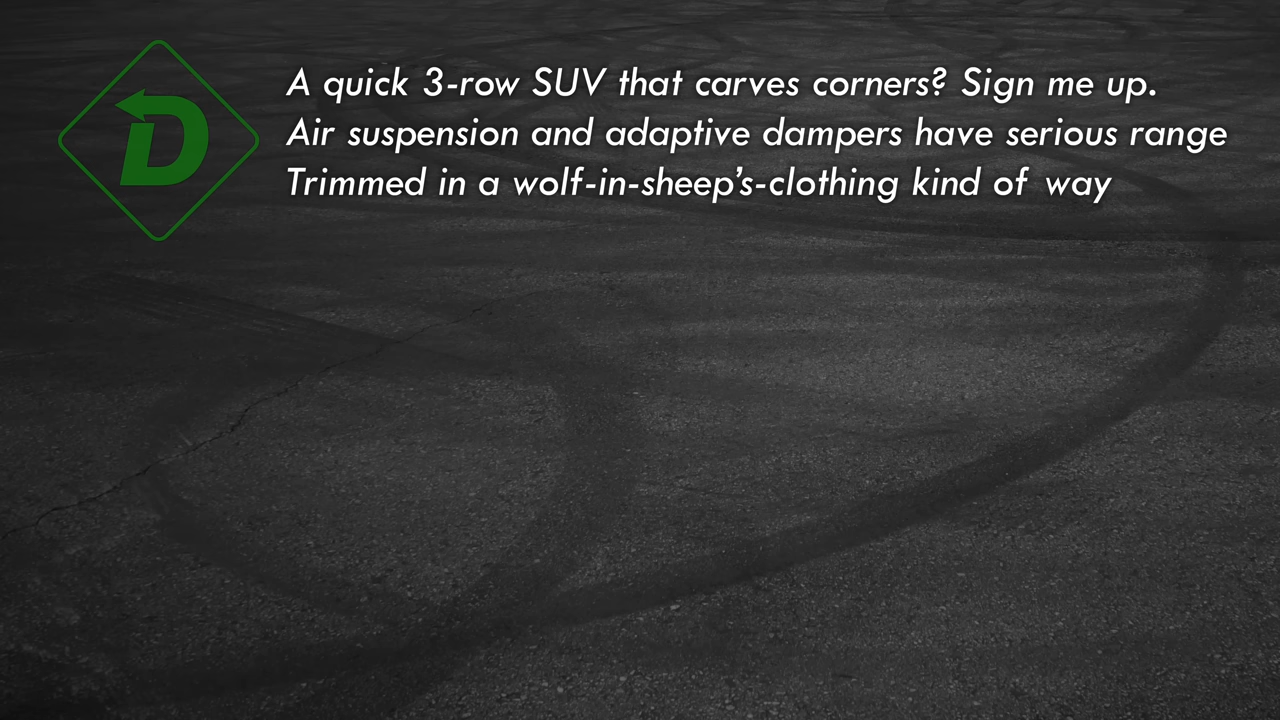 D
A quick 3-row SUV that carves corners? Sign me up.
Air suspension and adaptive dampers have serious range
Trimmed in a wolf-in-sheep's-clothing kind of way